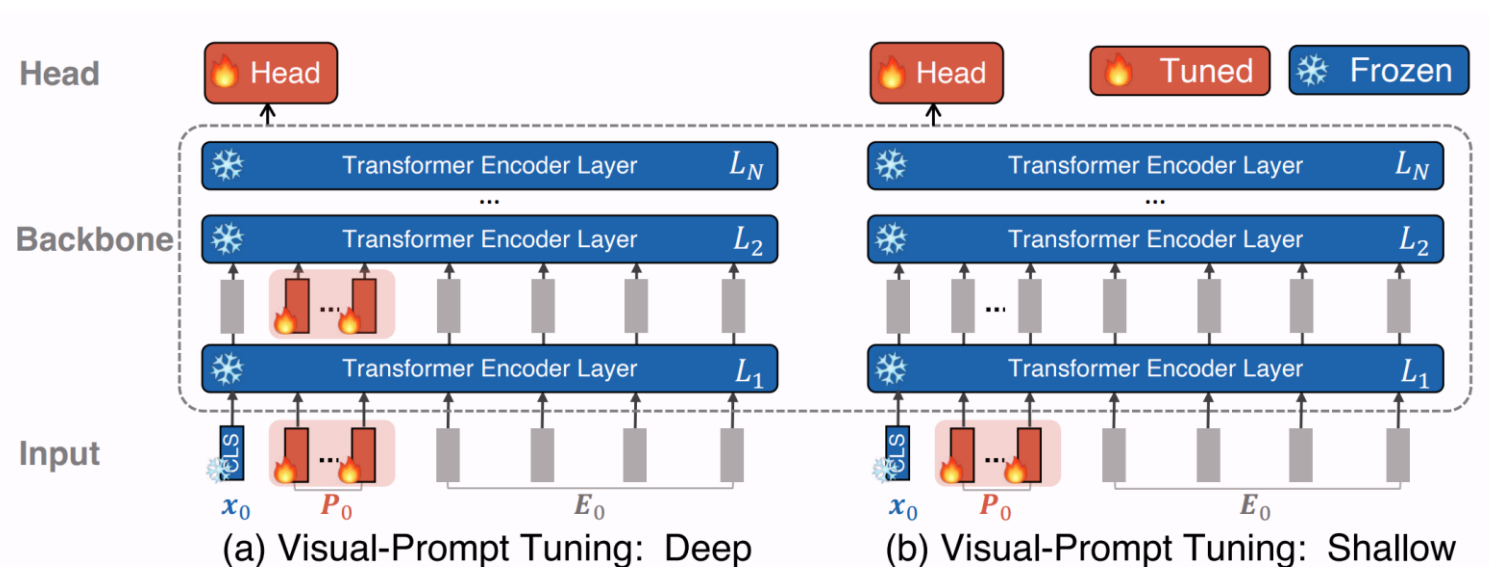 Head
Head
Head
Tuned
Frozen
Transformer Encoder Layer L_N
Transformer Encoder Layer L_N
...
...
Backbone
Transformer Encoder Layer L_2
Transformer Encoder Layer L_2
...
...
Transformer Encoder Layer L_1
Transformer Encoder Layer L_1
Input
CLS
...
CLS
...
x_0
P_0
E_0
x_0
P_0
E_0
(a) Visual-Prompt Tuning: Deep
(b) Visual-Prompt Tuning: Shallow